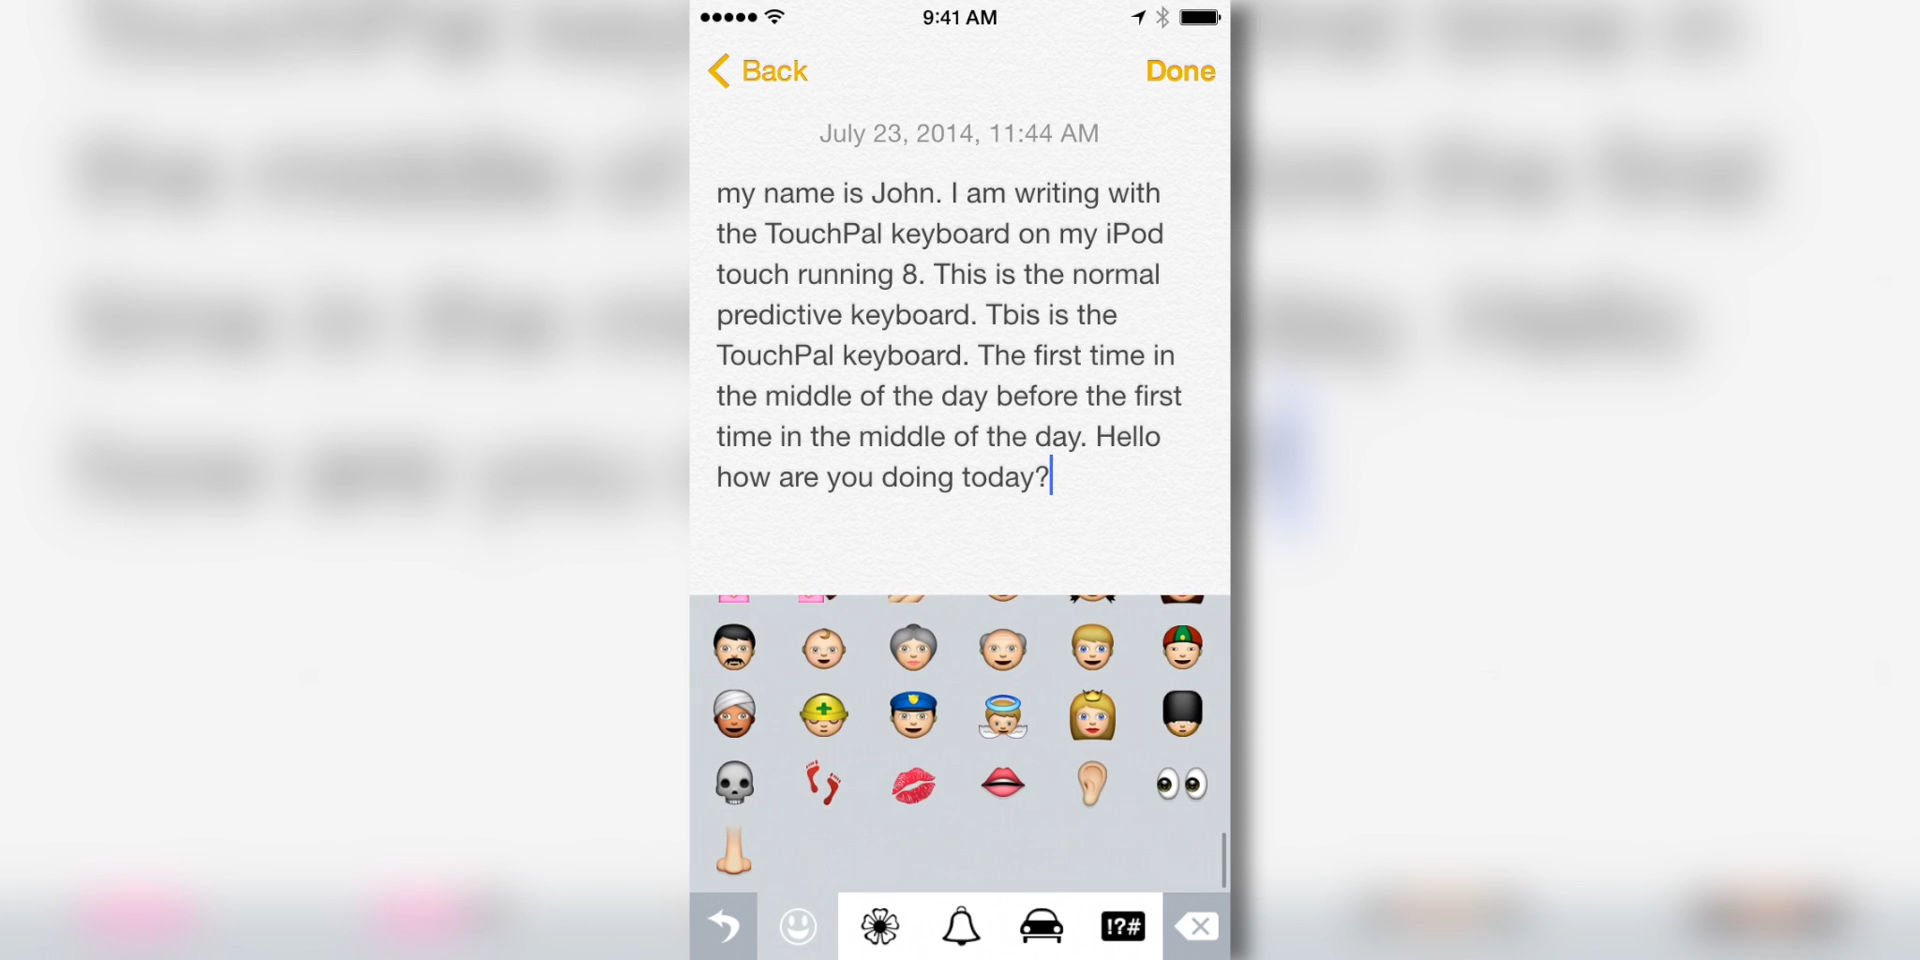 9:41 AM
Back
Done
July 23, 2014, 11:44 AM
my name is John. I am writing with
the TouchPal keyboard on my iPod
touch running 8. This is the normal
predictive keyboard. Tbis is the
TouchPal keyboard. The first time in
the middle of the day before the first
time in the middle of the day. Hello
how are you doing today?
!?#